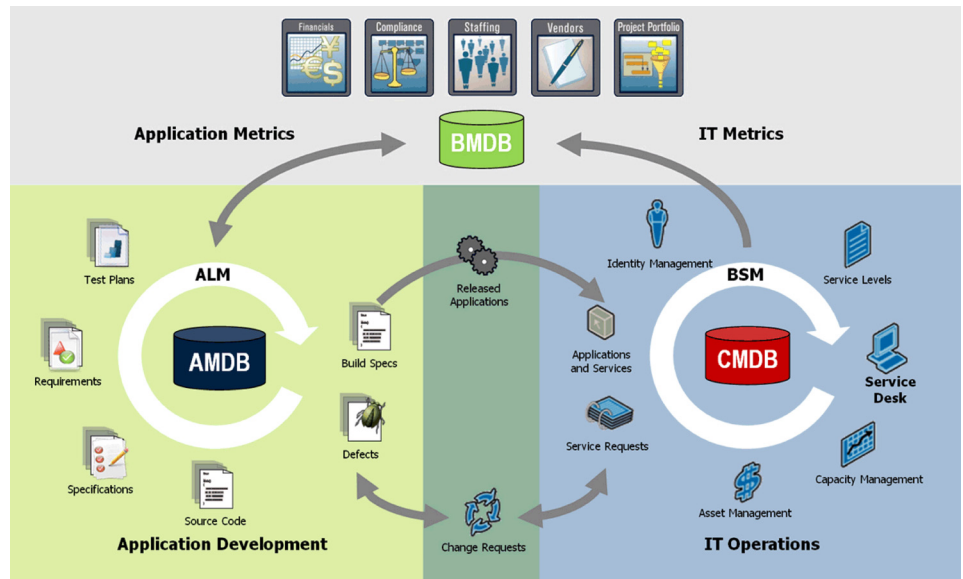 Financials
Compliance
Staffing
Vendors
Project Portfolio
Application Metrics
BMDB
IT Metrics
Test Plans
ALM
Requirements
AMDB
Build Specs
Specifications
Defects
Source Code
Application Development
Released
Applications
Change Requests
Identity Management
BSM
Service Levels
Applications
and Services
CMDB
Service
Desk
Service Requests
Capacity Management
Asset Management
IT Operations